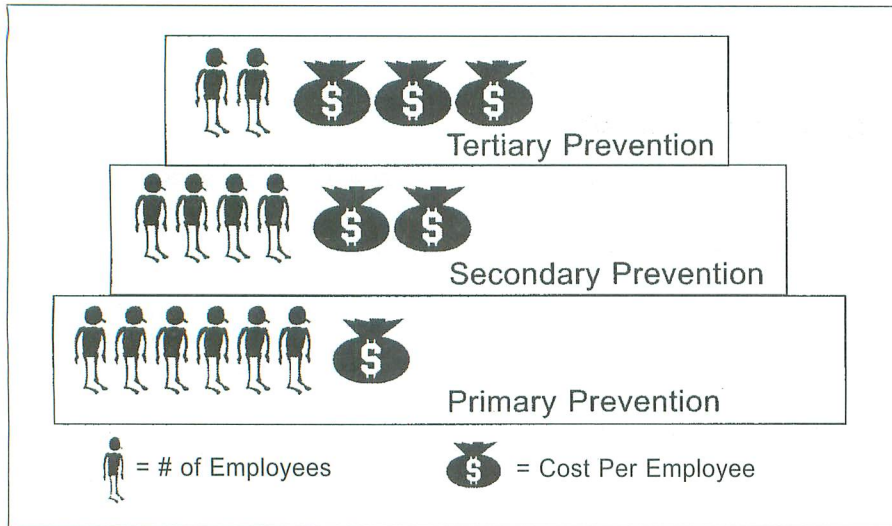 $ $ $
Tertiary Prevention
$ $
Secondary Prevention
$
Primary Prevention
= # of Employees
$ = Cost Per Employee